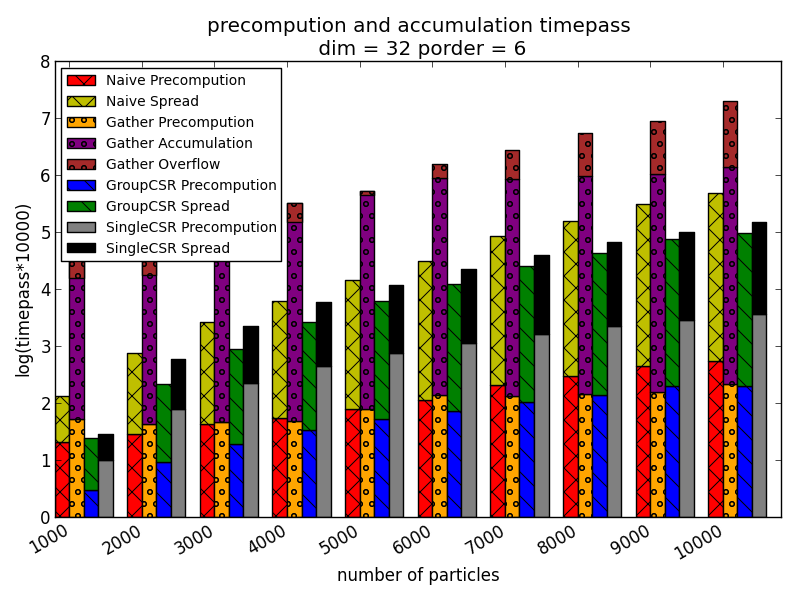 precompution and accumulation timepass
dim = 32 porder = 6
log(timepass*10000)
8
7
6
5
4
3
2
1
0
Naive Precompution
Naive Spread
Gather Precompution
Gather Accumulation
Gather Overflow
GroupCSR Precompution
GroupCSR Spread
SingleCSR Precompution
SingleCSR Spread
1000
2000
3000
4000
5000
6000
7000
8000
9000
10000
number of particles